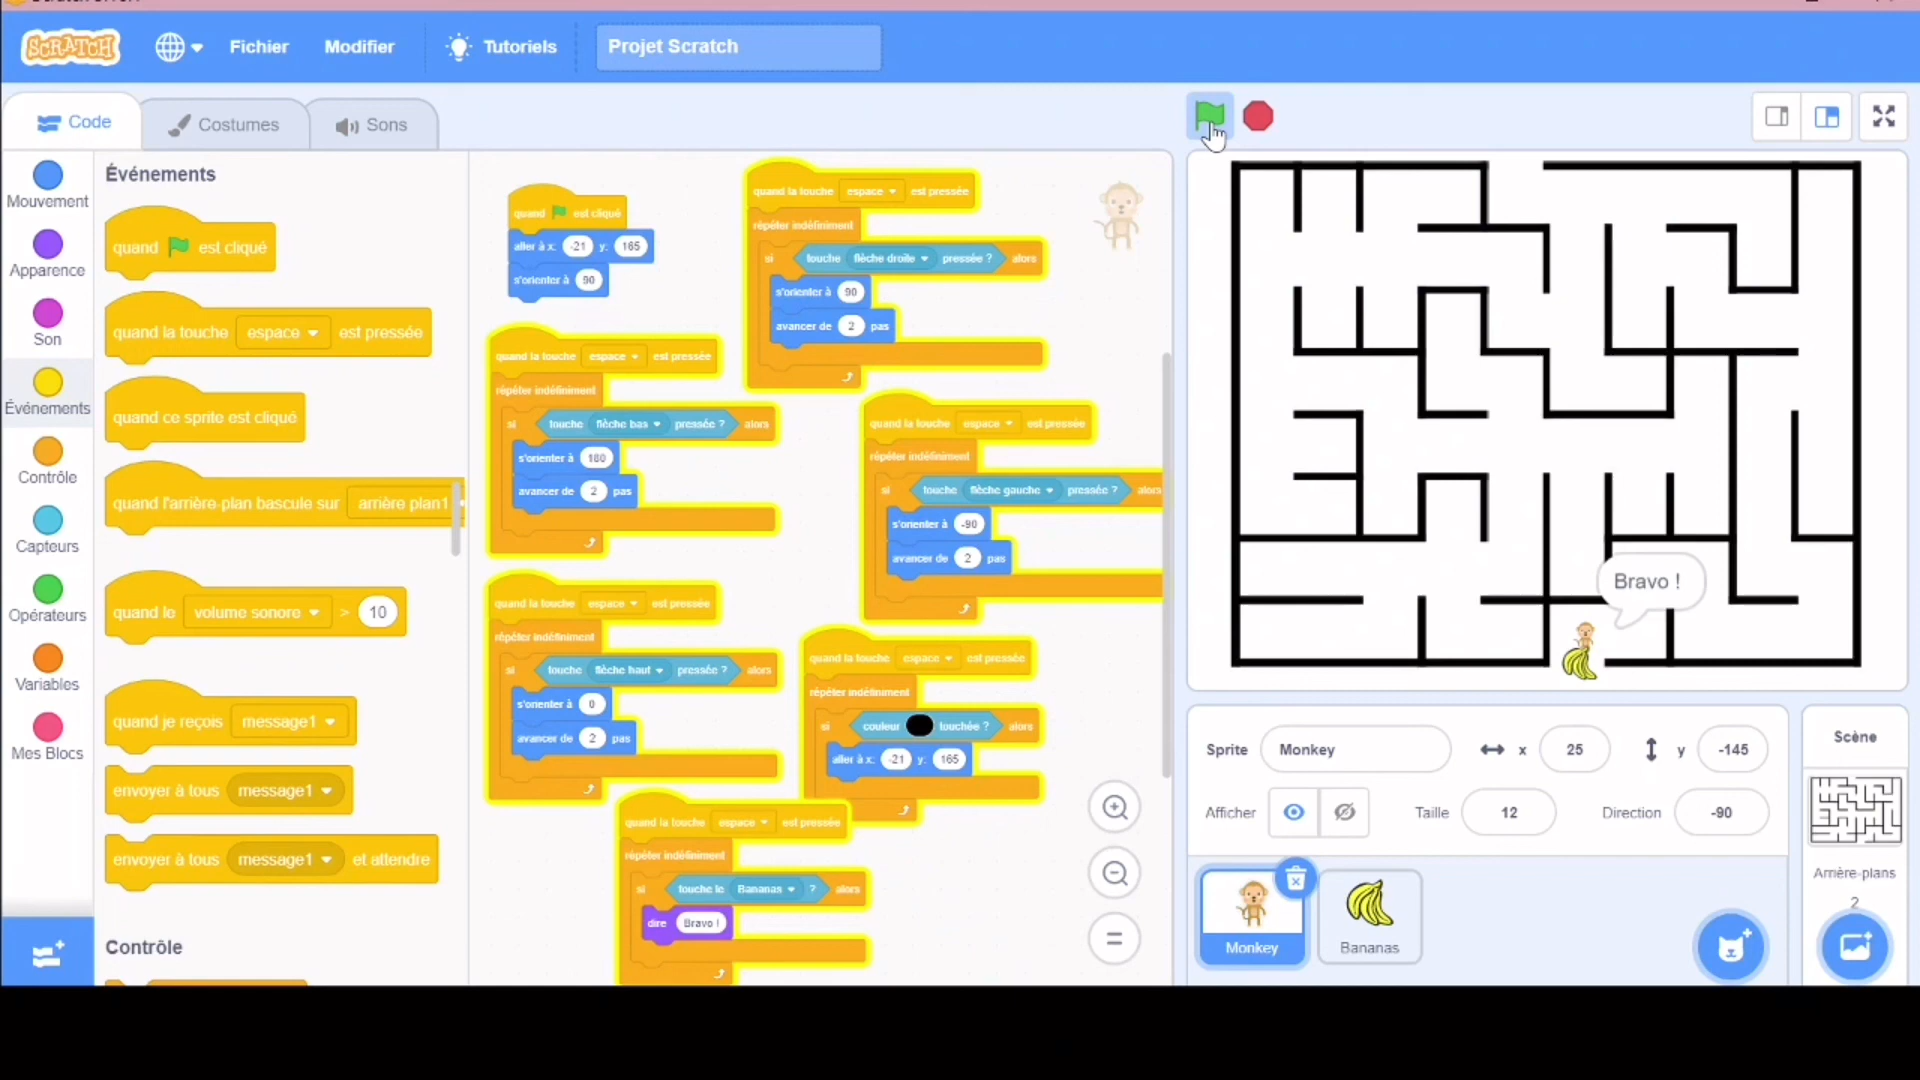 SCRATCH
Fichier
Modifier
Tutoriels
Projet Scratch
Code
Costumes
Sons
Mouvement
Apparence
Son
Événements
Contrôle
Capteurs
Opérateurs
Variables
Mes Blocs
Événements
quand est cliqué
quand la touche espace est pressée
quand ce sprite est cliqué
quand l'arrière-plan bascule sur arrière plan1
quand le volume sonore > 10
quand je reçois message1
envoyer à tous message1
envoyer à tous message1 et attendre
Contrôle
quand est cliqué
aller à x: -21 y: 165
s'orienter à 90
quand la touche espace est pressée
répéter indéfiniment
si touche flèche droite pressée ? alors
s'orienter à 90
avancer de 2 pas
quand la touche espace est pressée
répéter indéfiniment
si touche flèche bas pressée ? alors
s'orienter à 180
avancer de 2 pas
quand la touche espace est pressée
répéter indéfiniment
si touche flèche gauche pressée ? alors
s'orienter à -90
avancer de 2 pas
quand la touche espace est pressée
répéter indéfiniment
si touche flèche haut pressée ? alors
s'orienter à 0
avancer de 2 pas
quand la touche espace est pressée
répéter indéfiniment
si couleur touchée ? alors
aller à x: -21 y: 165
quand la touche espace est pressée
répéter indéfiniment
si touche le Bananas ? alors
dire Bravo !
Bravo !
Sprite Monkey x 25 y -145
Afficher Taille 12 Direction -90
Monkey
Bananas
Scène
Arrière-plans
2